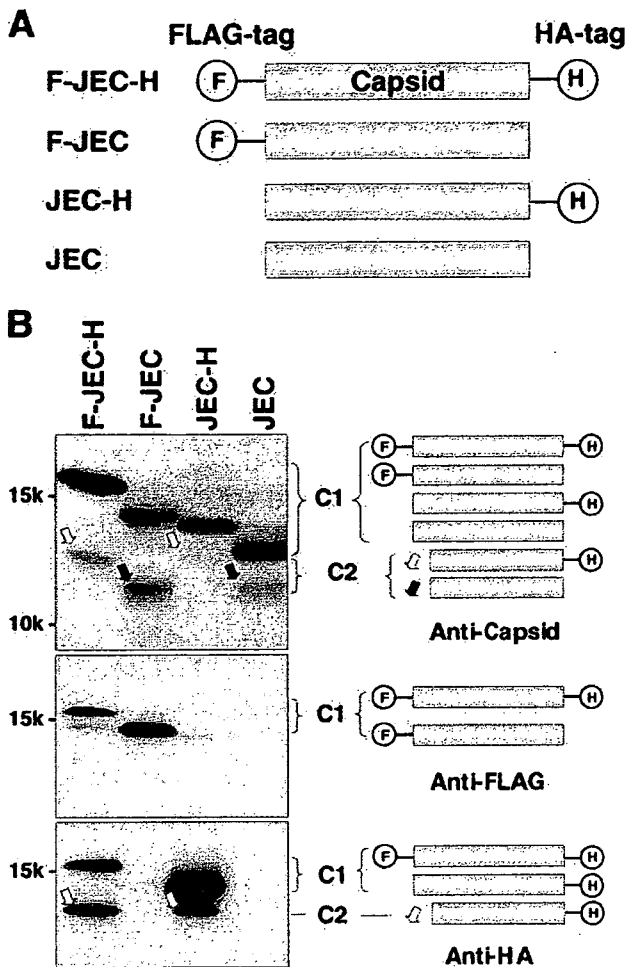 A
FLAG-tag HA-tag
F-JEC-H F Capsid H
F-JEC F
JEC-H H
JEC
B
F-JEC-H F-JEC JEC-H JEC
15k
10k
C1
F H
F
H
C2
H
Anti-Capsid
15k
C1
F H
F
Anti-FLAG
15k
C1
F H
H
C2
H
Anti-HA